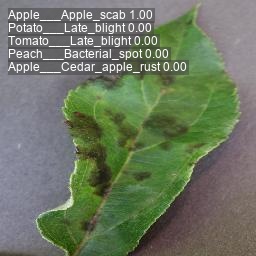 Apple___Apple_scab 1.00
Potato___Late_blight 0.00
Tomato___Late_blight 0.00
Peach___Bacterial_spot 0.00
Apple___Cedar_apple_rust 0.00